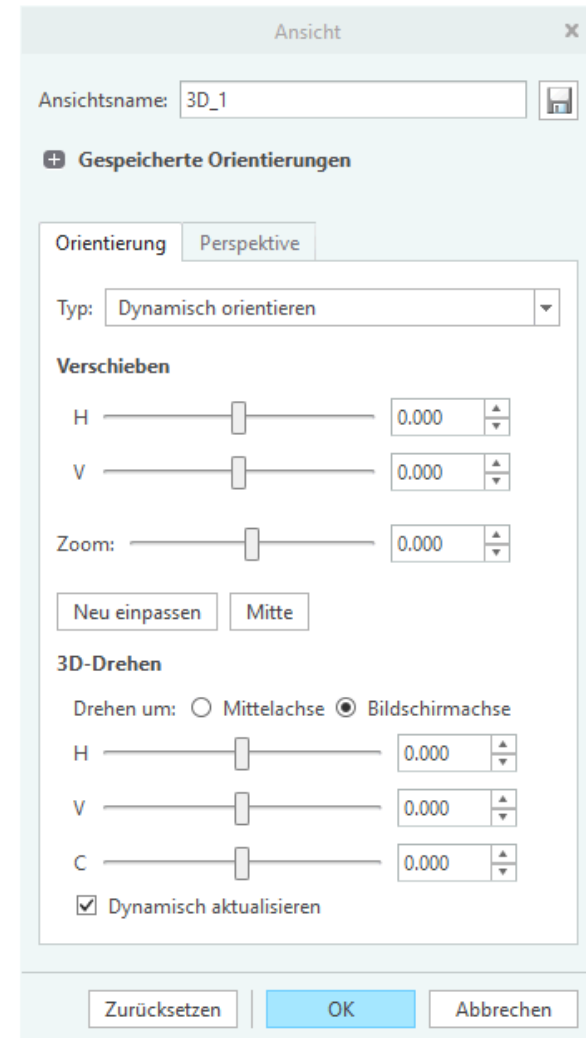 Ansicht
Ansichtsname: 3D_1
Gespeicherte Orientierungen
Orientierung Perspektive
Typ: Dynamisch orientieren
Verschieben
H 0.000
V 0.000
Zoom: 0.000
Neu einpassen Mitte
3D-Drehen
Drehen um: Mittelachse Bildschirmachse
H 0.000
V 0.000
C 0.000
Dynamisch aktualisieren
Zurücksetzen OK Abbrechen